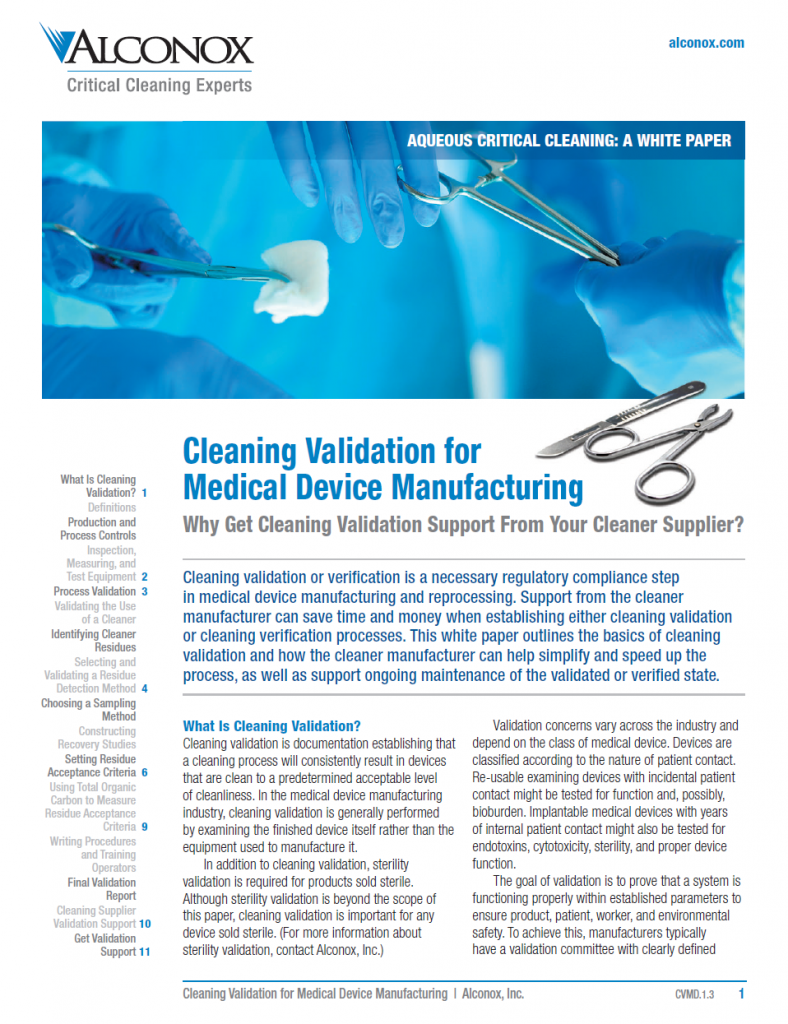 ALCONOX
Critical Cleaning Experts
alconox.com
AQUEOUS CRITICAL CLEANING: A WHITE PAPER
Cleaning Validation for
Medical Device Manufacturing
Why Get Cleaning Validation Support From Your Cleaner Supplier?
What Is Cleaning
Validation? 1
Definitions
Production and
Process Controls
Inspection,
Measuring, and
Test Equipment 2
Process Validation 3
Validating the Use
of a Cleaner
Identifying Cleaner
Residues
Selecting and
Validating a Residue
Detection Method 4
Choosing a Sampling
Method
Constructing
Recovery Studies
Setting Residue
Acceptance Criteria 6
Using Total Organic
Carbon to Measure
Residue Acceptance
Criteria 9
Writing Procedures
and Training
Operators
Final Validation
Report
Cleaning Supplier
Validation Support 10
Get Validation
Support 11
Cleaning validation or verification is a necessary regulatory compliance step
in medical device manufacturing and reprocessing. Support from the cleaner
manufacturer can save time and money when establishing either cleaning validation
or cleaning verification processes. This white paper outlines the basics of cleaning
validation and how the cleaner manufacturer can help simplify and speed up the
process, as well as support ongoing maintenance of the validated or verified state.
What Is Cleaning Validation?
Cleaning validation is documentation establishing that
a cleaning process will consistently result in devices
that are clean to a predetermined acceptable level
of cleanliness. In the medical device manufacturing
industry, cleaning validation is generally performed
by examining the finished device itself rather than the
equipment used to manufacture it.
In addition to cleaning validation, sterility
validation is required for products sold sterile.
Although sterility validation is beyond the scope of
this paper, cleaning validation is important for any
device sold sterile. (For more information about
sterility validation, contact Alconox, Inc.)
Validation concerns vary across the industry and
depend on the class of medical device. Devices are
classified according to the nature of patient contact.
Re-usable examining devices with incidental patient
contact might be tested for function and, possibly,
bioburden. Implantable medical devices with years
of internal patient contact might also be tested for
endotoxins, cytotoxicity, sterility, and proper device
function.
The goal of validation is to prove that a system is
functioning properly within established parameters to
ensure product, patient, worker, and environmental
safety. To achieve this, manufacturers typically
have a validation committee with clearly defined
Cleaning Validation for Medical Device Manufacturing | Alconox, Inc.
CVMD.1.3 1